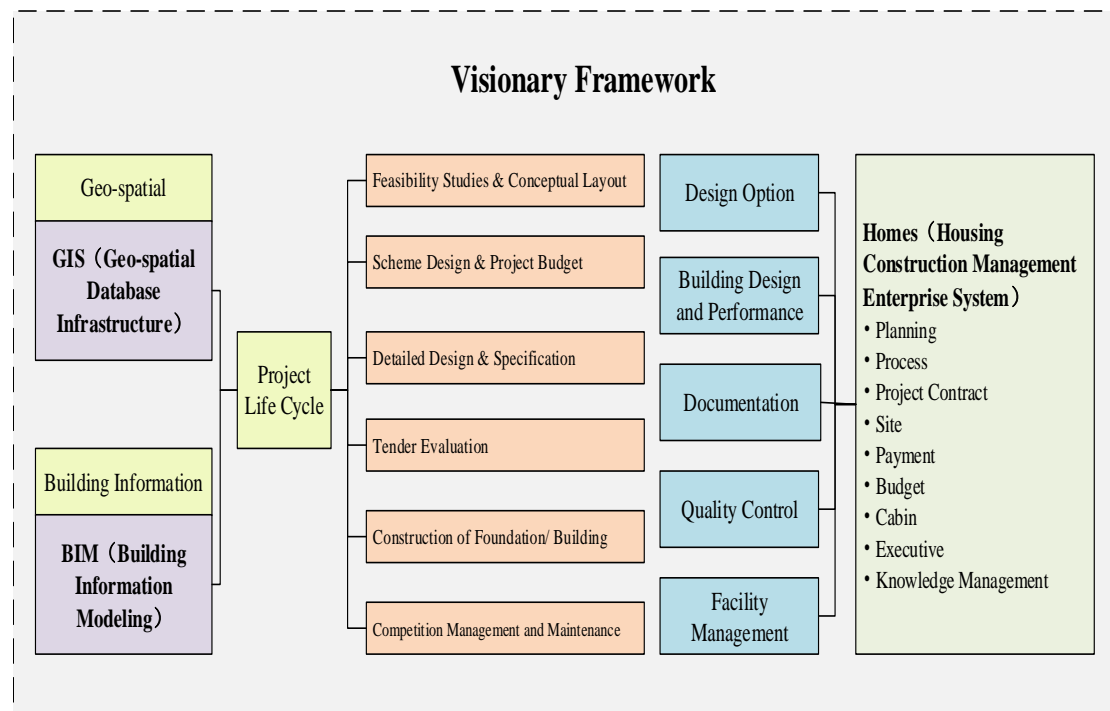 Visionary Framework
Geo-spatial
GIS（Geo-spatial
Database
Infrastructure）
Building Information
BIM（Building
Information
Modeling）
Project
Life Cycle
Feasibility Studies & Conceptual Layout
Scheme Design & Project Budget
Detailed Design & Specification
Tender Evaluation
Construction of Foundation/ Building
Competition Management and Maintenance
Design Option
Building Design
and Performance
Documentation
Quality Control
Facility
Management
Homes（Housing
Construction Management
Enterprise System）
• Planning
• Process
• Project Contract
• Site
• Payment
• Budget
• Cabin
• Executive
• Knowledge Management